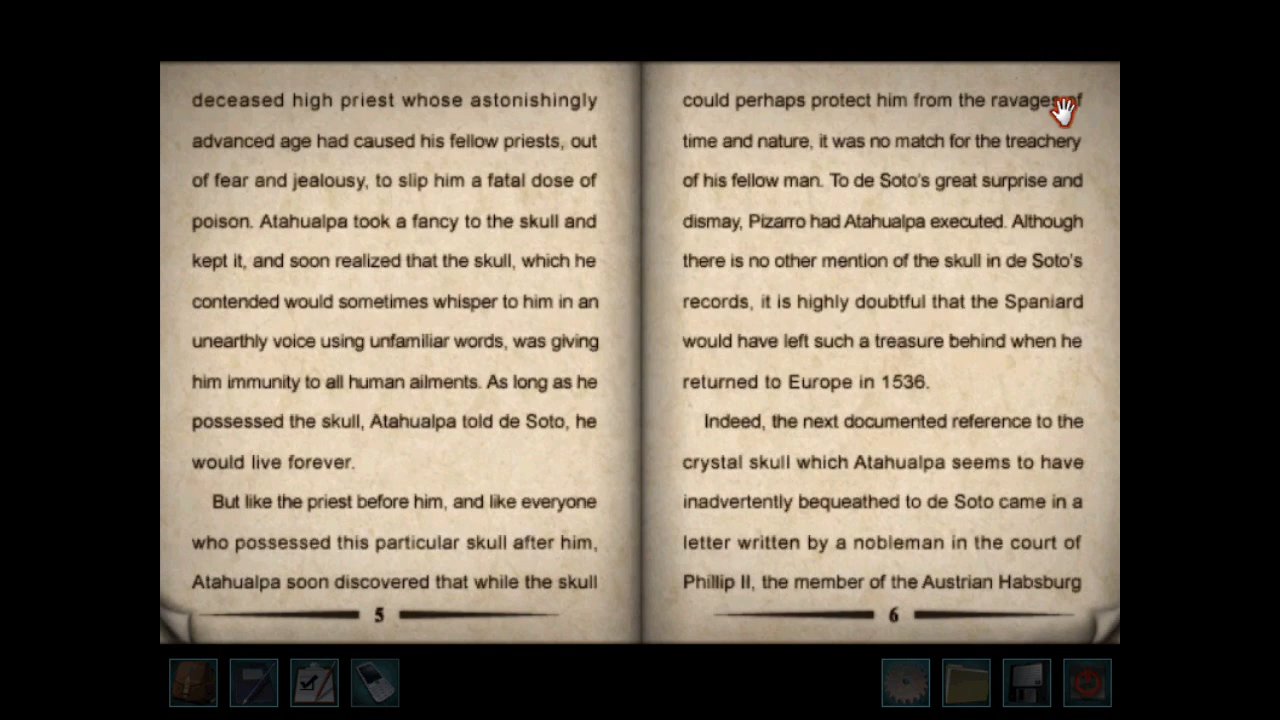 deceased high priest whose astonishingly
advanced age had caused his fellow priests, out
of fear and jealousy, to slip him a fatal dose of
poison. Atahualpa took a fancy to the skull and
kept it, and soon realized that the skull, which he
contended would sometimes whisper to him in an
unearthly voice using unfamiliar words, was giving
him immunity to all human ailments. As long as he
possessed the skull, Atahualpa told de Soto, he
would live forever.
But like the priest before him, and like everyone
who possessed this particular skull after him,
Atahualpa soon discovered that while the skull
5
could perhaps protect him from the ravages of
time and nature, it was no match for the treachery
of his fellow man. To de Soto's great surprise and
dismay, Pizarro had Atahualpa executed. Although
there is no other mention of the skull in de Soto's
records, it is highly doubtful that the Spaniard
would have left such a treasure behind when he
returned to Europe in 1536.
Indeed, the next documented reference to the
crystal skull which Atahualpa seems to have
inadvertently bequeathed to de Soto came in a
letter written by a nobleman in the court of
Phillip II, the member of the Austrian Habsburg
6